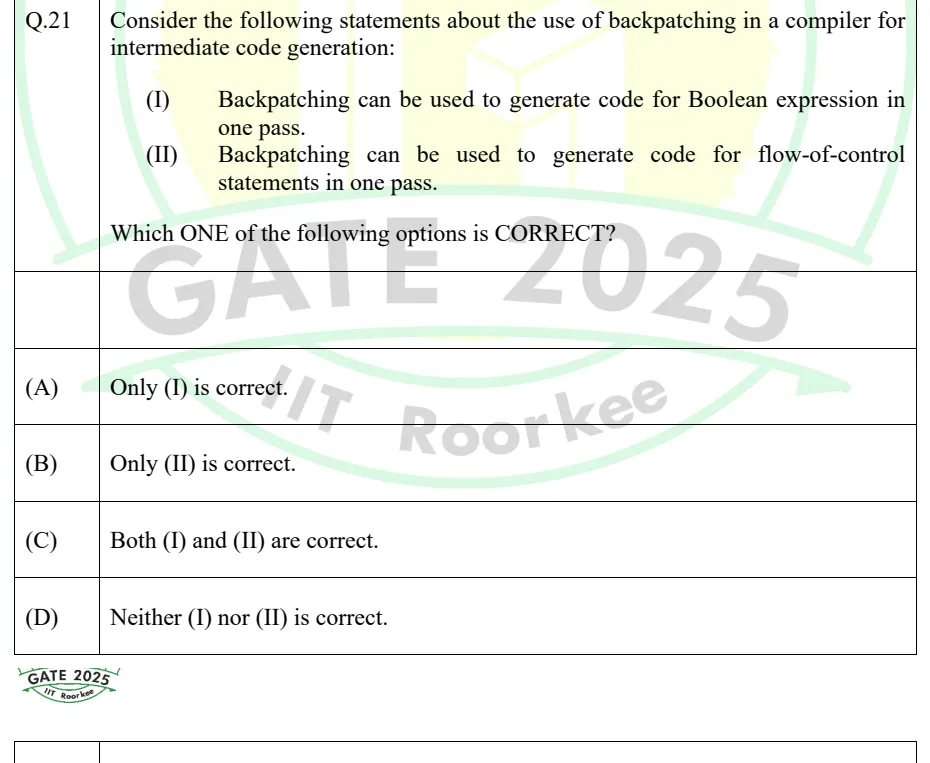 Q.21 Consider the following statements about the use of backpatching in a compiler for
intermediate code generation:
(I) Backpatching can be used to generate code for Boolean expression in
one pass.
(II) Backpatching can be used to generate code for flow-of-control
statements in one pass.
Which ONE of the following options is CORRECT?
GATE 2025
IIT Roorkee
(A) Only (I) is correct.
(B) Only (II) is correct.
(C) Both (I) and (II) are correct.
(D) Neither (I) nor (II) is correct.
GATE 2025
IIT Roorkee